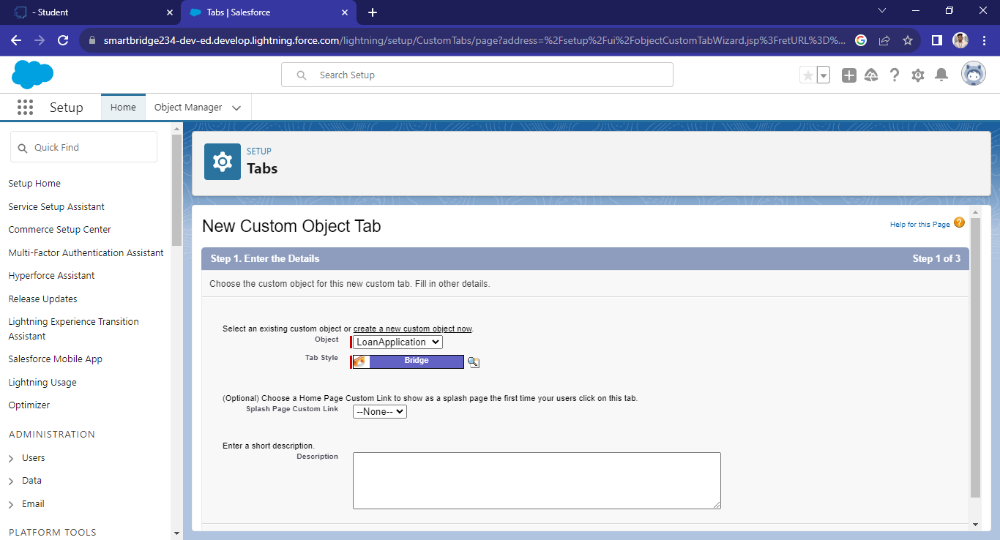 - Student
Tabs | Salesforce
smartbridge234-dev-ed.develop.lightning.force.com/lightning/setup/CustomTabs/page?address=%2Fsetup%2Fui%2FobjectCustomTabWizard.jsp%3FretURL%3D%...
Search Setup
Setup
Home
Object Manager
Quick Find
Setup Home
Service Setup Assistant
Commerce Setup Center
Multi-Factor Authentication Assistant
Hyperforce Assistant
Release Updates
Lightning Experience Transition
Assistant
Salesforce Mobile App
Lightning Usage
Optimizer
ADMINISTRATION
Users
Data
Email
PLATFORM TOOLS
SETUP
Tabs
New Custom Object Tab
Help for this Page
Step 1. Enter the Details
Step 1 of 3
Choose the custom object for this new custom tab. Fill in other details.
Select an existing custom object or create a new custom object now.
Object LoanApplication
Tab Style Bridge
(Optional) Choose a Home Page Custom Link to show as a splash page the first time your users click on this tab.
Splash Page Custom Link --None--
Enter a short description.
Description